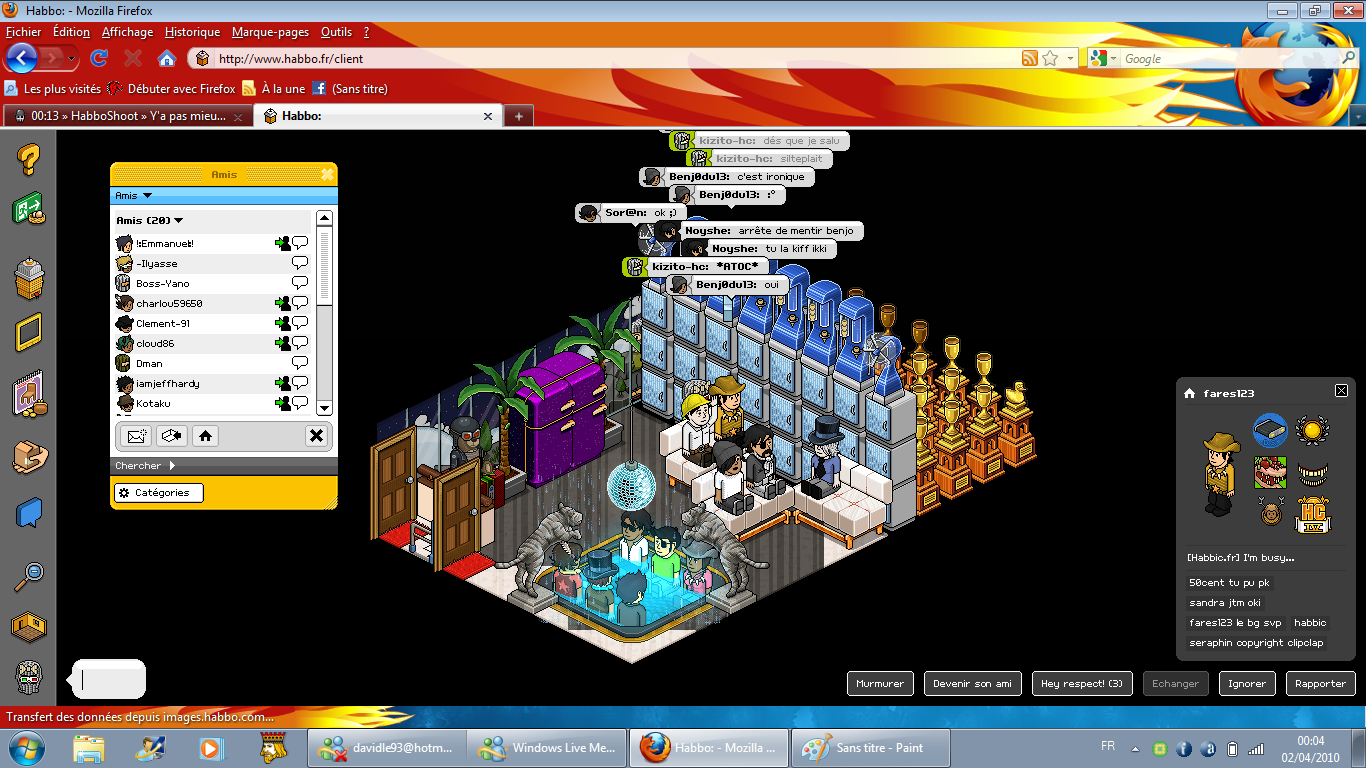 Habbo: - Mozilla Firefox
Fichier Édition Affichage Historique Marque-pages Outils ?
http://www.habbo.fr/client
Google
Les plus visités Débuter avec Firefox À la une (Sans titre)
00:13 » HabboShoot » Y'a pas mieu...
Habbo:
kizito-hc: dés que je salu
kizito-hc: silteplait
Benj0du13: c'est ironique
Benj0du13: :°
Sor@n: ok ;)
Noyshe: arrête de mentir benjo
Noyshe: tu la kiff ikki
kizito-hc: *ATOC*
Benj0du13: oui
Amis
Amis
Amis (20)
!:Emmanuel:!
-Ilyasse
Boss-Yano
charlou59650
Clement-91
cloud86
Dman
iamjeffhardy
Kotaku
Chercher
Catégories
fares123
HC
[Habbic.fr] I'm busy...
50cent tu pu pk
sandra jtm oki
fares123 le bg svp habbic
seraphin copyright clipclap
Murmurer Devenir son ami Hey respect! (3) Echanger Ignorer Rapporter
Transfert des données depuis images.habbo.com...
davidle93@hotm...
Windows Live Me...
Habbo: - Mozilla ...
Sans titre - Paint
FR
00:04
02/04/2010